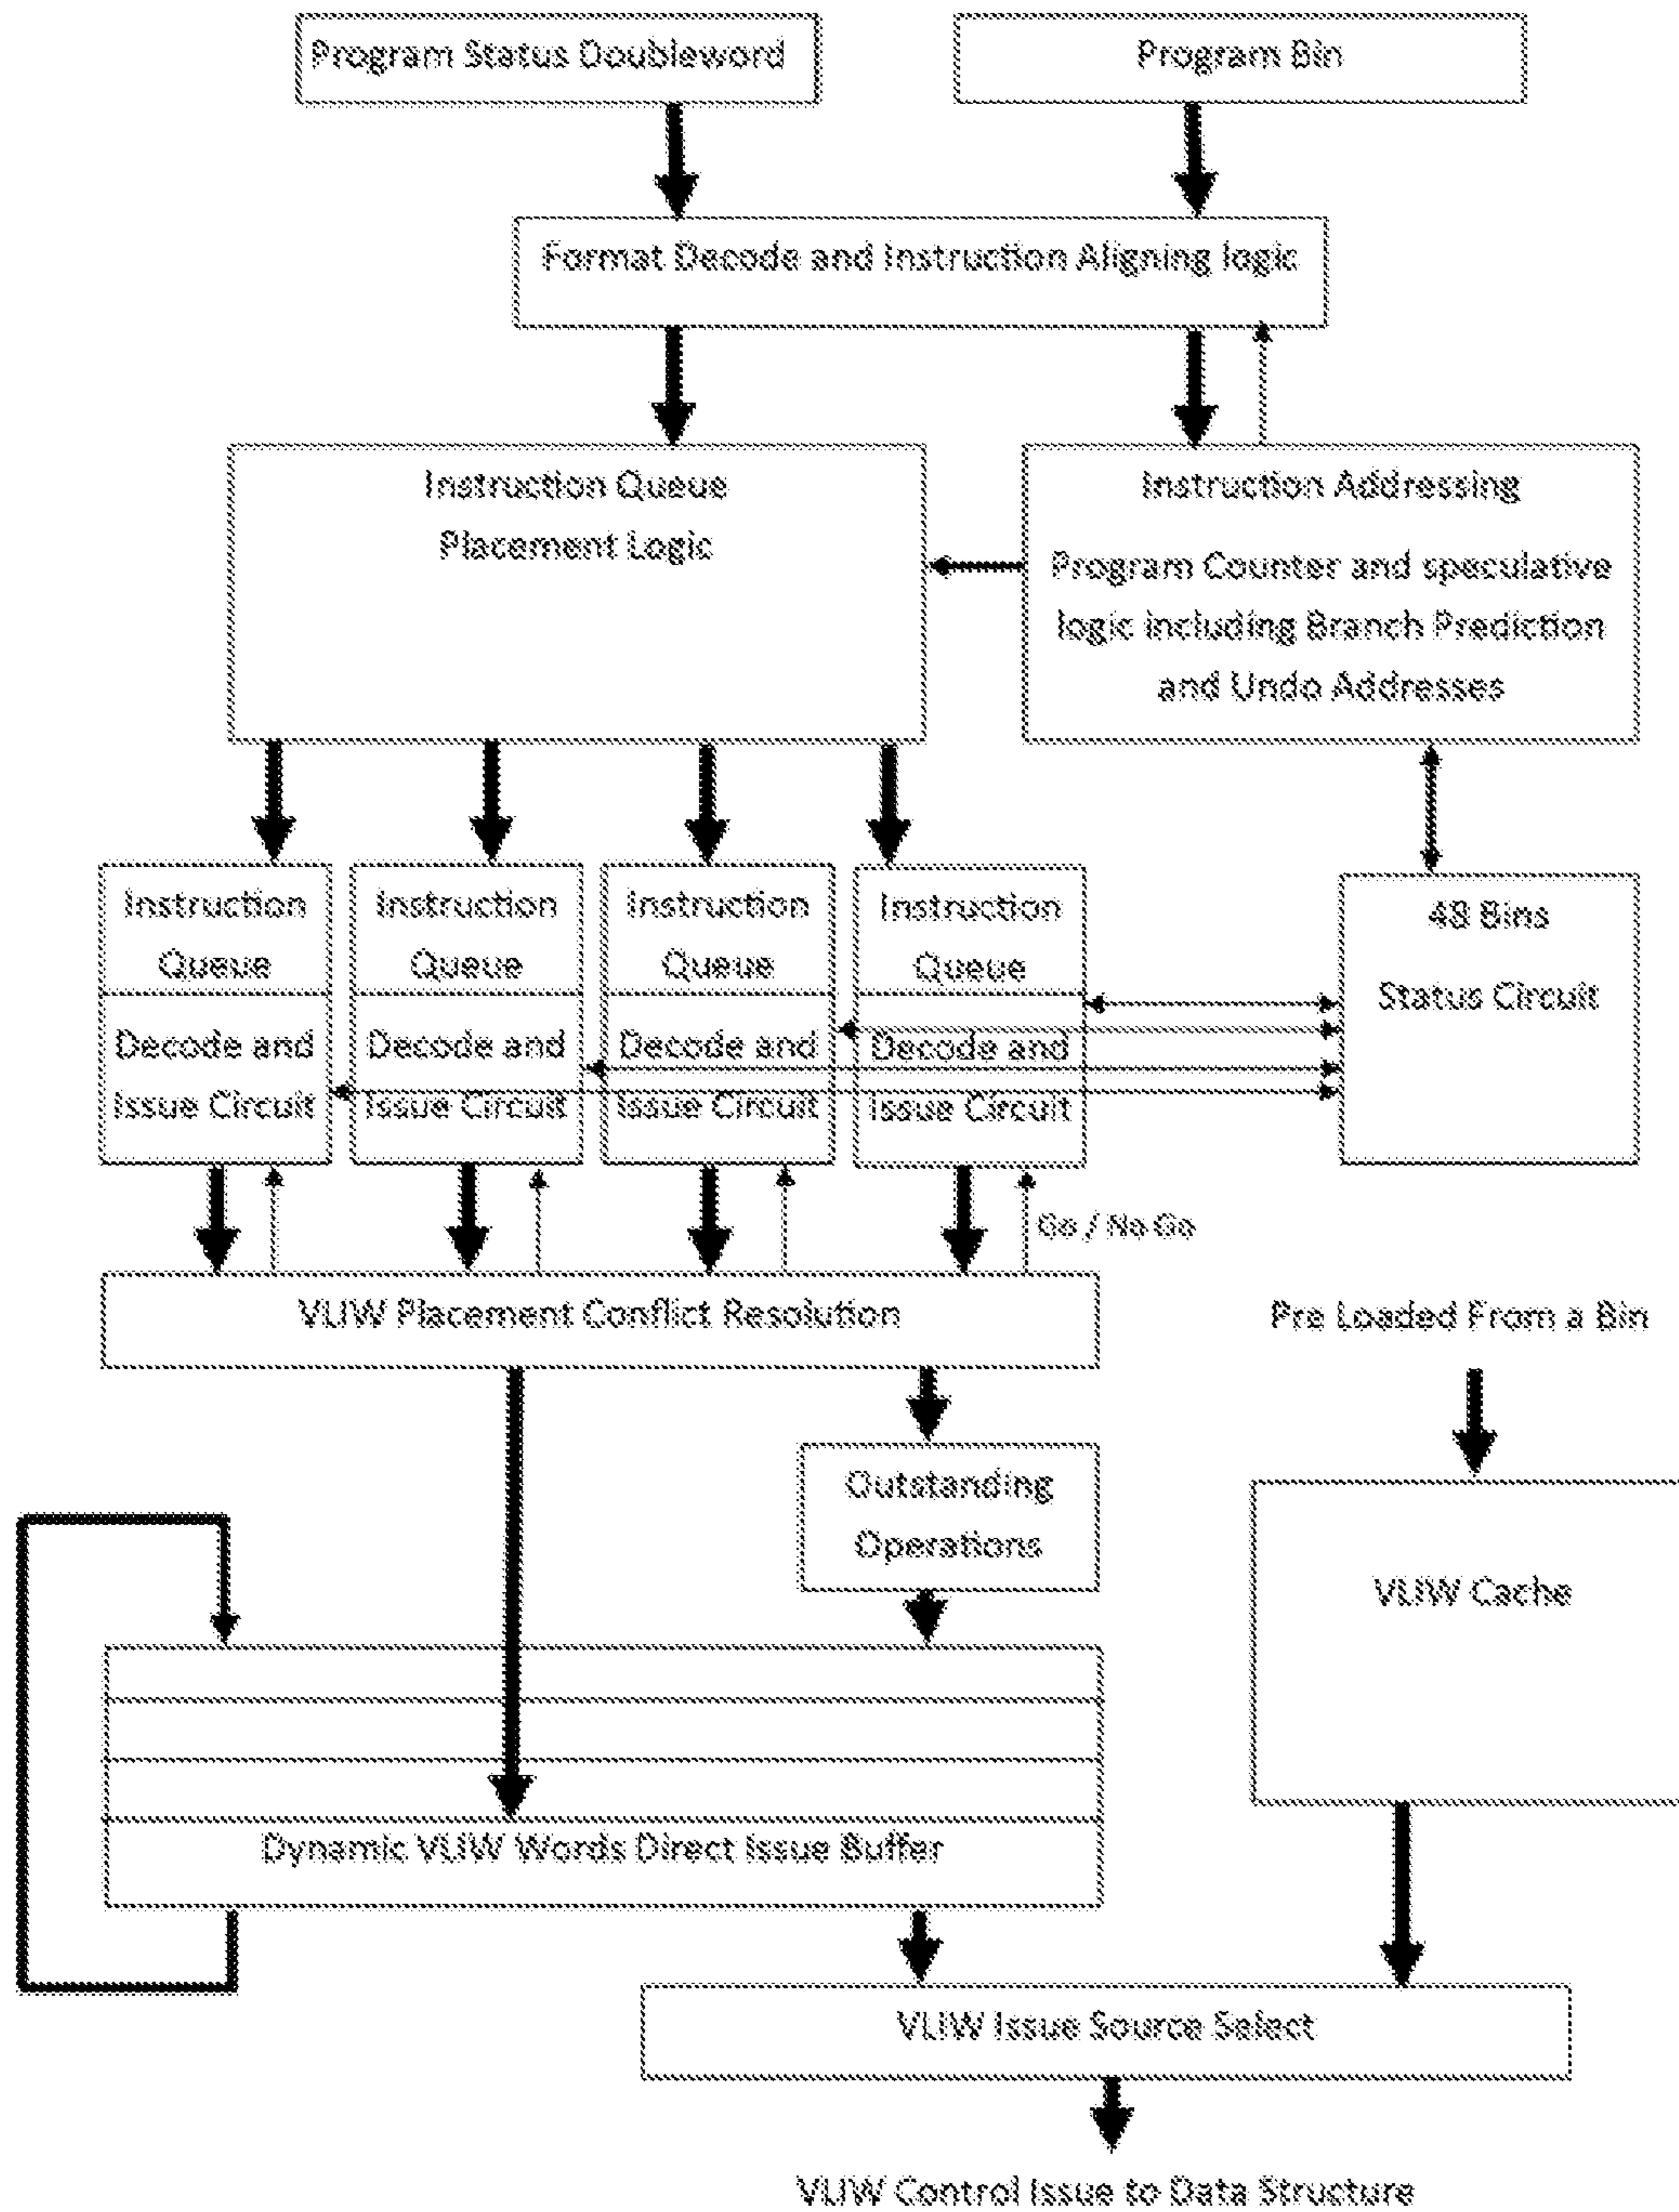 Program Status Doubleword
Program Bin
Format Decode and Instruction Aligning logic
Instruction Queue
Placement Logic
Instruction Addressing
Program Counter and speculative
logic including Branch Prediction
and Undo Addresses
Instruction
Queue
Decode and
Issue Circuit
Instruction
Queue
Decode and
Issue Circuit
Instruction
Queue
Decode and
Issue Circuit
Instruction
Queue
Decode and
Issue Circuit
48 Bins
Status Circuit
Go / No Go
VLIW Placement Conflict Resolution
Pre Loaded From a Bin
Outstanding
Operations
VLIW Cache
Dynamic VLIW Words Direct Issue Buffer
VLIW Issue Source Select
VLIW Control Issue to Data Structure